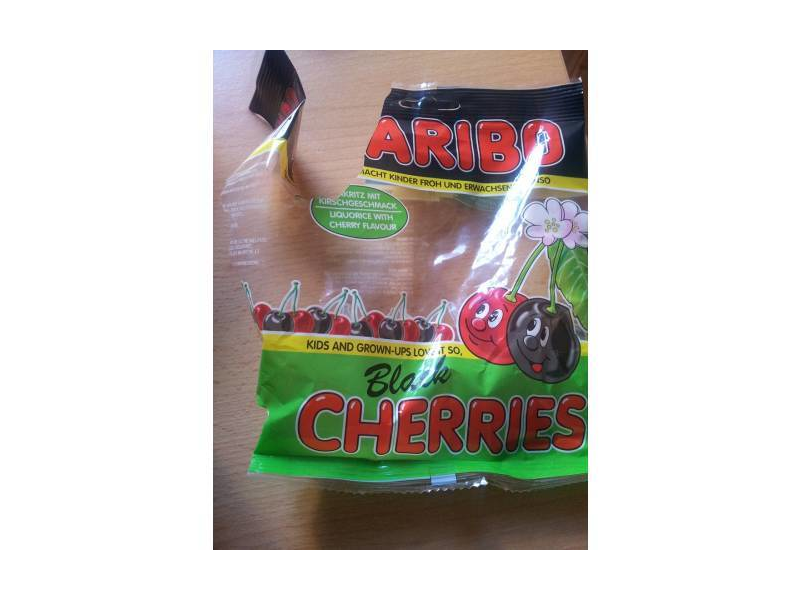 ARIBO
MACHT KINDER FROH UND ERWACHSENE
KRITZ MIT
KIRSCHGESCHMACK
LIQUORICE WITH
CHERRY FLAVOUR
KIDS AND GROWN-UPS LOVE IT SO,
Black
CHERRIES